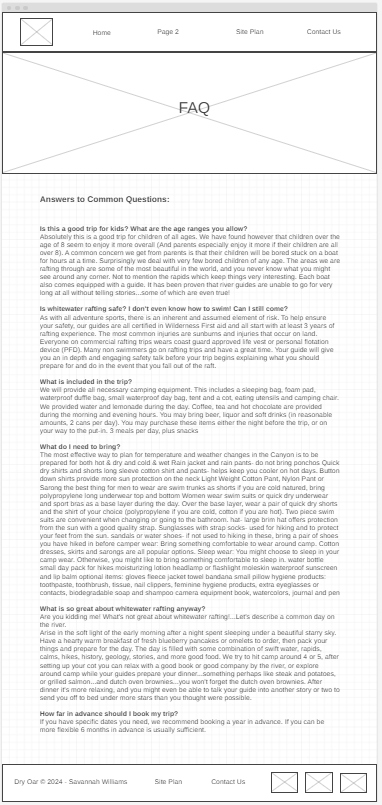 Home Page 2 Site Plan Contact Us
FAQ
Answers to Common Questions:
Is this a good trip for kids? What are the age ranges you allow?
Absolutely this is a good trip for children of all ages. We have found however that children over the
age of 8 seem to enjoy it more overall (And parents especially enjoy it more if their children are all
over 8). A common concern we get from parents is that their children will be bored stuck on a boat
for hours at a time. Surprisingly we deal with very few bored children of any age. The areas we are
rafting through are some of the most beautiful in the world, and you never know what you might
see around any corner. Not to mention the rapids which keep things very interesting. Each boat
also comes equipped with a guide. It has been proven that river guides are unable to go for very
long at all without telling stories...some of which are even true!
Is whitewater rafting safe? I don't even know how to swim! Can I still come?
As with all adventure sports, there is an inherent and assumed element of risk. To help ensure
your safety, our guides are all certified in Wilderness First aid and all start with at least 3 years of
rafting experience. The most common injuries are sunburns and injuries that occur on land.
Everyone on commercial rafting trips wears coast guard approved life vest or personal flotation
device (PFD). Many non swimmers go on rafting trips and have a great time. Your guide will give
you an in depth and engaging safety talk before your trip begins explaining what you should
prepare for and do in the event that you fall out of the raft.
What is included in the trip?
We will provide all necessary camping equipment. This includes a sleeping bag, foam pad,
waterproof duffle bag, small waterproof day bag, tent and a cot, eating utensils and camping chair.
We provided water and lemonade during the day. Coffee, tea and hot chocolate are provided
during the morning and evening hours. You may bring beer, liquor and soft drinks (in reasonable
amounts, 2 cans per day). You may purchase these items either the night before the trip, or on
your way to the put-in. 3 meals per day, plus snacks
What do I need to bring?
The most effective way to plan for temperature and weather changes in the Canyon is to be
prepared for both hot & dry and cold & wet Rain jacket and rain pants- do not bring ponchos Quick
dry shirts and shorts long sleeve cotton shirt and pants- helps keep you cooler on hot days. Button
down shirts provide more sun protection on the neck Light Weight Cotton Pant, Nylon Pant or
Sarong the best thing for men to wear are swim trunks as shorts if you are cold natured, bring
polypropylene long underwear top and bottom Women wear swim suits or quick dry underwear
and sport bras as a base layer during the day. Over the base layer, wear a pair of quick dry shorts
and the shirt of your choice (polypropylene if you are cold, cotton if you are hot). Two piece swim
suits are convenient when changing or going to the bathroom. hat- large brim hat offers protection
from the sun with a good quality strap. Sunglasses with strap socks- used for hiking and to protect
your feet from the sun. sandals or water shoes- if not used to hiking in these, bring a pair of shoes
you have hiked in before camper wear: Bring something comfortable to wear around camp. Cotton
dresses, skirts and sarongs are all popular options. Sleep wear: You might choose to sleep in your
camp wear. Otherwise, you might like to bring something comfortable to sleep in. water bottle
small day pack for hikes moisturizing lotion headlamp or flashlight moleskin waterproof sunscreen
and lip balm optional items: gloves fleece jacket towel bandana small pillow hygiene products:
toothpaste, toothbrush, tissue, feminine hygiene products, extra eyeglasses or
contacts, biodegradable soap and shampoo camera equipment book, watercolors, journal and pen
What is so great about whitewater rafting anyway?
Are you kidding me! What's not great about whitewater rafting!...Let's describe a common day on
the river.
Arise in the soft light of the early morning after a night spent sleeping under a beautiful starry sky.
Have a hearty warm breakfast of fresh blueberry pancakes or omelets to order, then pack your
things and prepare for the day. The day is filled with some combination of swift water, rapids,
calms, hikes, history, geology, stories, and more good food. We try to hit camp around 4 or 5, after
setting up your cot you can relax with a good book or good company by the river, or explore
around camp while your guides prepare your dinner...something perhaps like steak and potatoes,
or grilled salmon...and dutch oven brownies...you won't forget the dutch oven brownies. After
dinner it's more relaxing, and you might even be able to talk your guide into another story or two to
send you off to bed under more stars than you thought were possible.
How far in advance should I book my trip?
If you have specific dates you need, we recommend booking a year in advance. If you can be
more flexible 6 months in advance is usually sufficient.
Dry Oar © 2024 - Savannah Williams Site Plan Contact Us